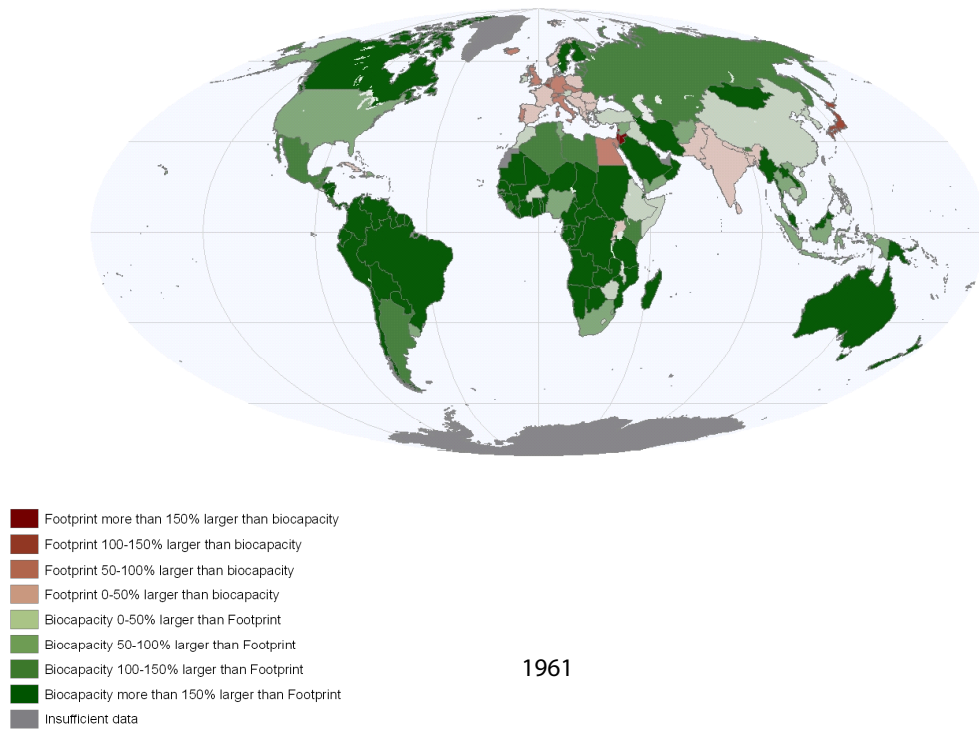 Footprint more than 150% larger than biocapacity
Footprint 100-150% larger than biocapacity
Footprint 50-100% larger than biocapacity
Footprint 0-50% larger than biocapacity
Biocapacity 0-50% larger than Footprint
Biocapacity 50-100% larger than Footprint
Biocapacity 100-150% larger than Footprint
Biocapacity more than 150% larger than Footprint
Insufficient data
1961